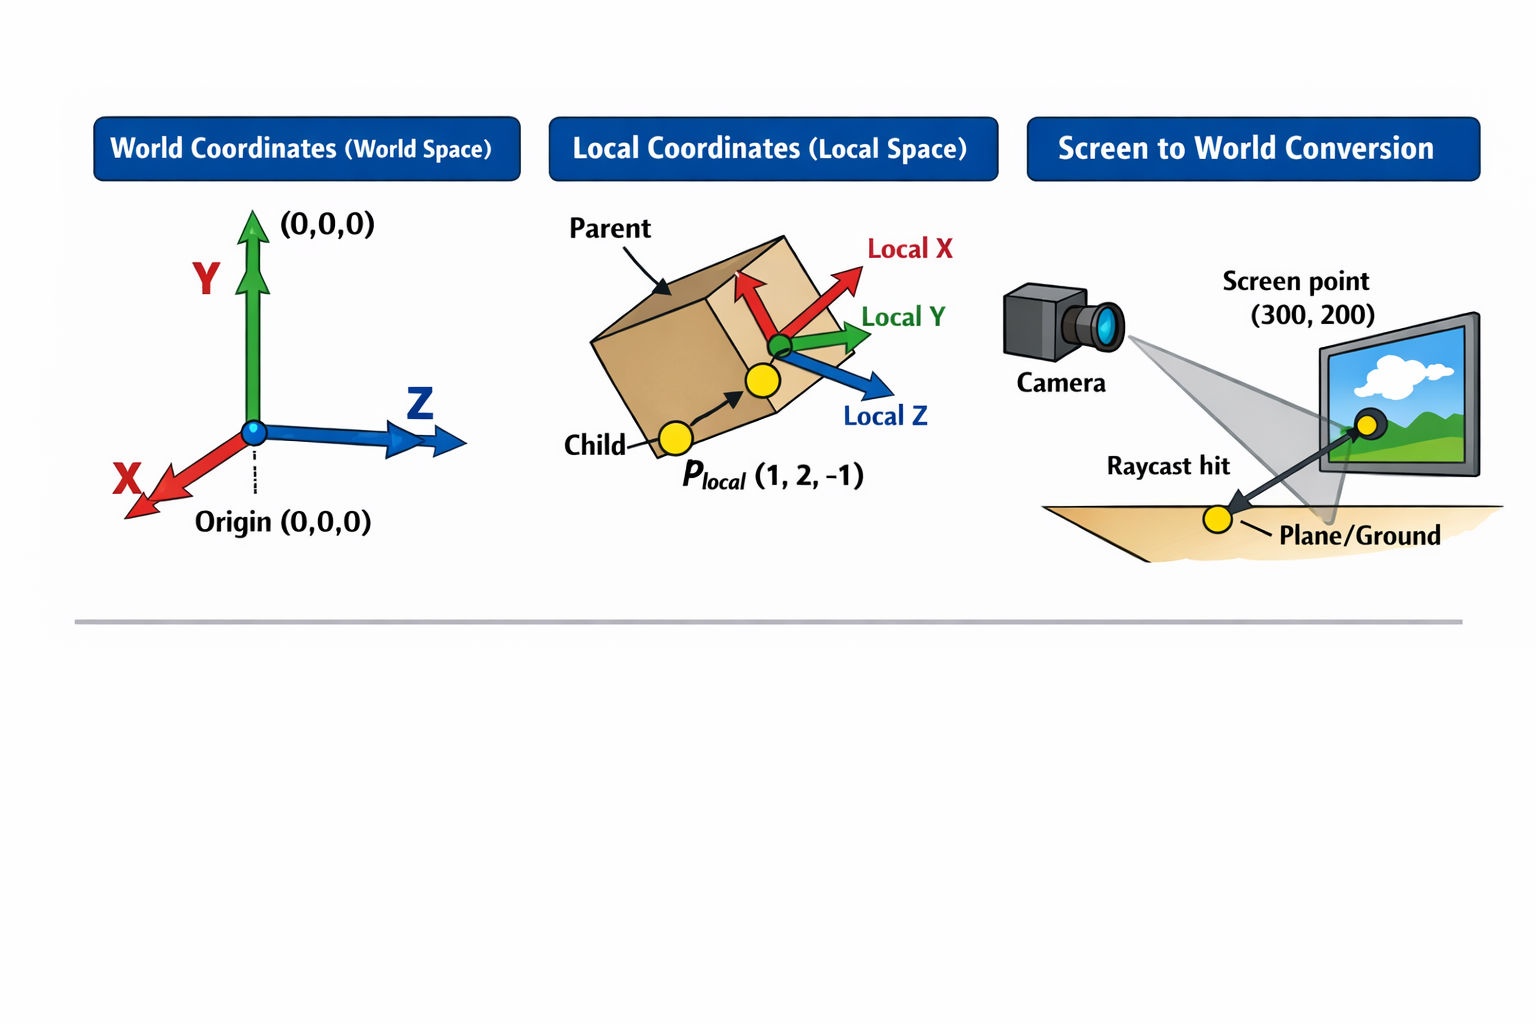 World Coordinates (World Space)
(0,0,0)
Y
Z
X
Origin (0,0,0)
Local Coordinates (Local Space)
Parent
Local X
Local Y
Local Z
Child
Plocal (1, 2, -1)
Screen to World Conversion
Screen point
(300, 200)
Camera
Raycast hit
Plane/Ground